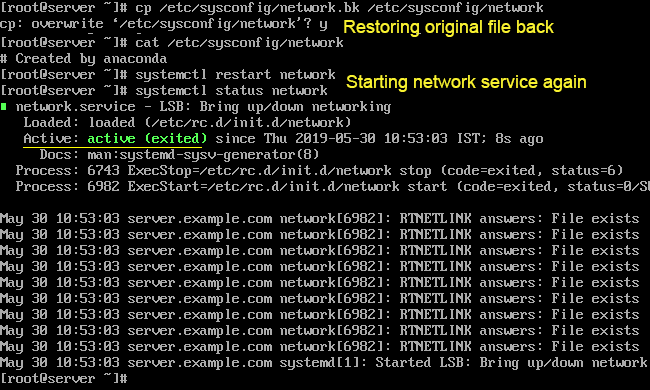 [root@server ~]# cp /etc/sysconfig/network.bk /etc/sysconfig/network
cp: overwrite ‘/etc/sysconfig/network’? y
Restoring original file back
[root@server ~]# cat /etc/sysconfig/network
# Created by anaconda
[root@server ~]# systemctl restart network
Starting network service again
[root@server ~]# systemctl status network
network.service - LSB: Bring up/down networking
Loaded: loaded (/etc/rc.d/init.d/network)
Active: active (exited) since Thu 2019-05-30 10:53:03 IST; 8s ago
Docs: man:systemd-sysv-generator(8)
Process: 6743 ExecStop=/etc/rc.d/init.d/network stop (code=exited, status=6)
Process: 6982 ExecStart=/etc/rc.d/init.d/network start (code=exited, status=0/SU
May 30 10:53:03 server.example.com network[6982]: RTNETLINK answers: File exists
May 30 10:53:03 server.example.com network[6982]: RTNETLINK answers: File exists
May 30 10:53:03 server.example.com network[6982]: RTNETLINK answers: File exists
May 30 10:53:03 server.example.com network[6982]: RTNETLINK answers: File exists
May 30 10:53:03 server.example.com network[6982]: RTNETLINK answers: File exists
May 30 10:53:03 server.example.com network[6982]: RTNETLINK answers: File exists
May 30 10:53:03 server.example.com network[6982]: RTNETLINK answers: File exists
May 30 10:53:03 server.example.com network[6982]: RTNETLINK answers: File exists
May 30 10:53:03 server.example.com network[6982]: RTNETLINK answers: File exists
May 30 10:53:03 server.example.com systemd[1]: Started LSB: Bring up/down network
[root@server ~]#